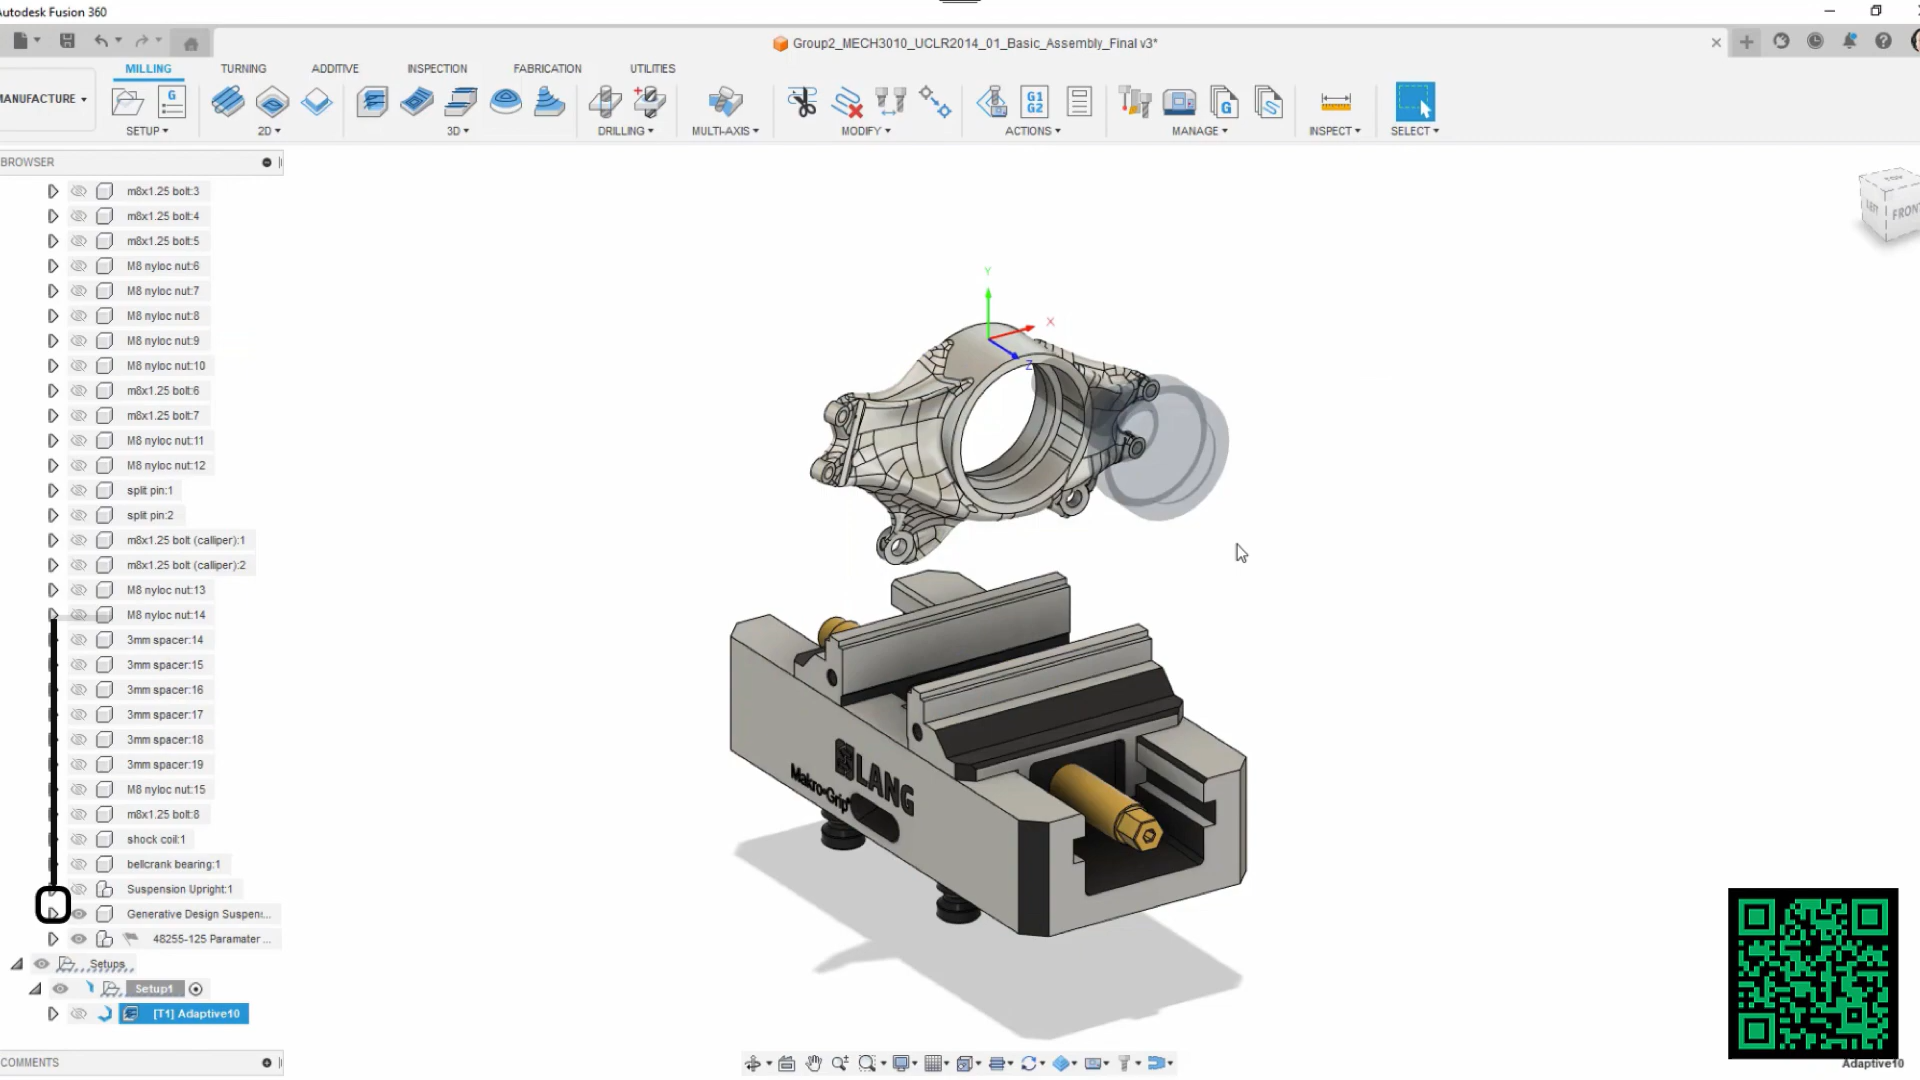 Autodesk Fusion 360
Group2_MECH3010_UCLR2014_01_Basic_Assembly_Final v3*
MILLING TURNING ADDITIVE INSPECTION FABRICATION UTILITIES
MANUFACTURE
G
G1
G2
G
SETUP 2D 3D DRILLING MULTI-AXIS MODIFY ACTIONS MANAGE INSPECT SELECT
BROWSER
m8x1.25 bolt:3
m8x1.25 bolt:4
m8x1.25 bolt:5
M8 nyloc nut:6
M8 nyloc nut:7
M8 nyloc nut:8
M8 nyloc nut:9
M8 nyloc nut:10
m8x1.25 bolt:6
m8x1.25 bolt:7
M8 nyloc nut:11
M8 nyloc nut:12
split pin:1
split pin:2
m8x1.25 bolt (calliper):1
m8x1.25 bolt (calliper):2
M8 nyloc nut:13
M8 nyloc nut:14
3mm spacer:14
3mm spacer:15
3mm spacer:16
3mm spacer:17
3mm spacer:18
3mm spacer:19
M8 nyloc nut:15
m8x1.25 bolt:8
shock coil:1
bellcrank bearing:1
Suspension Upright:1
Generative Design Suspen...
48255-125 Paramater ...
Setups
Setup1
[T1] Adaptive10
COMMENTS
TOP
LEFT
FRONT
Y
X
Z
LANG
Makro•Grip®
Adaptive10